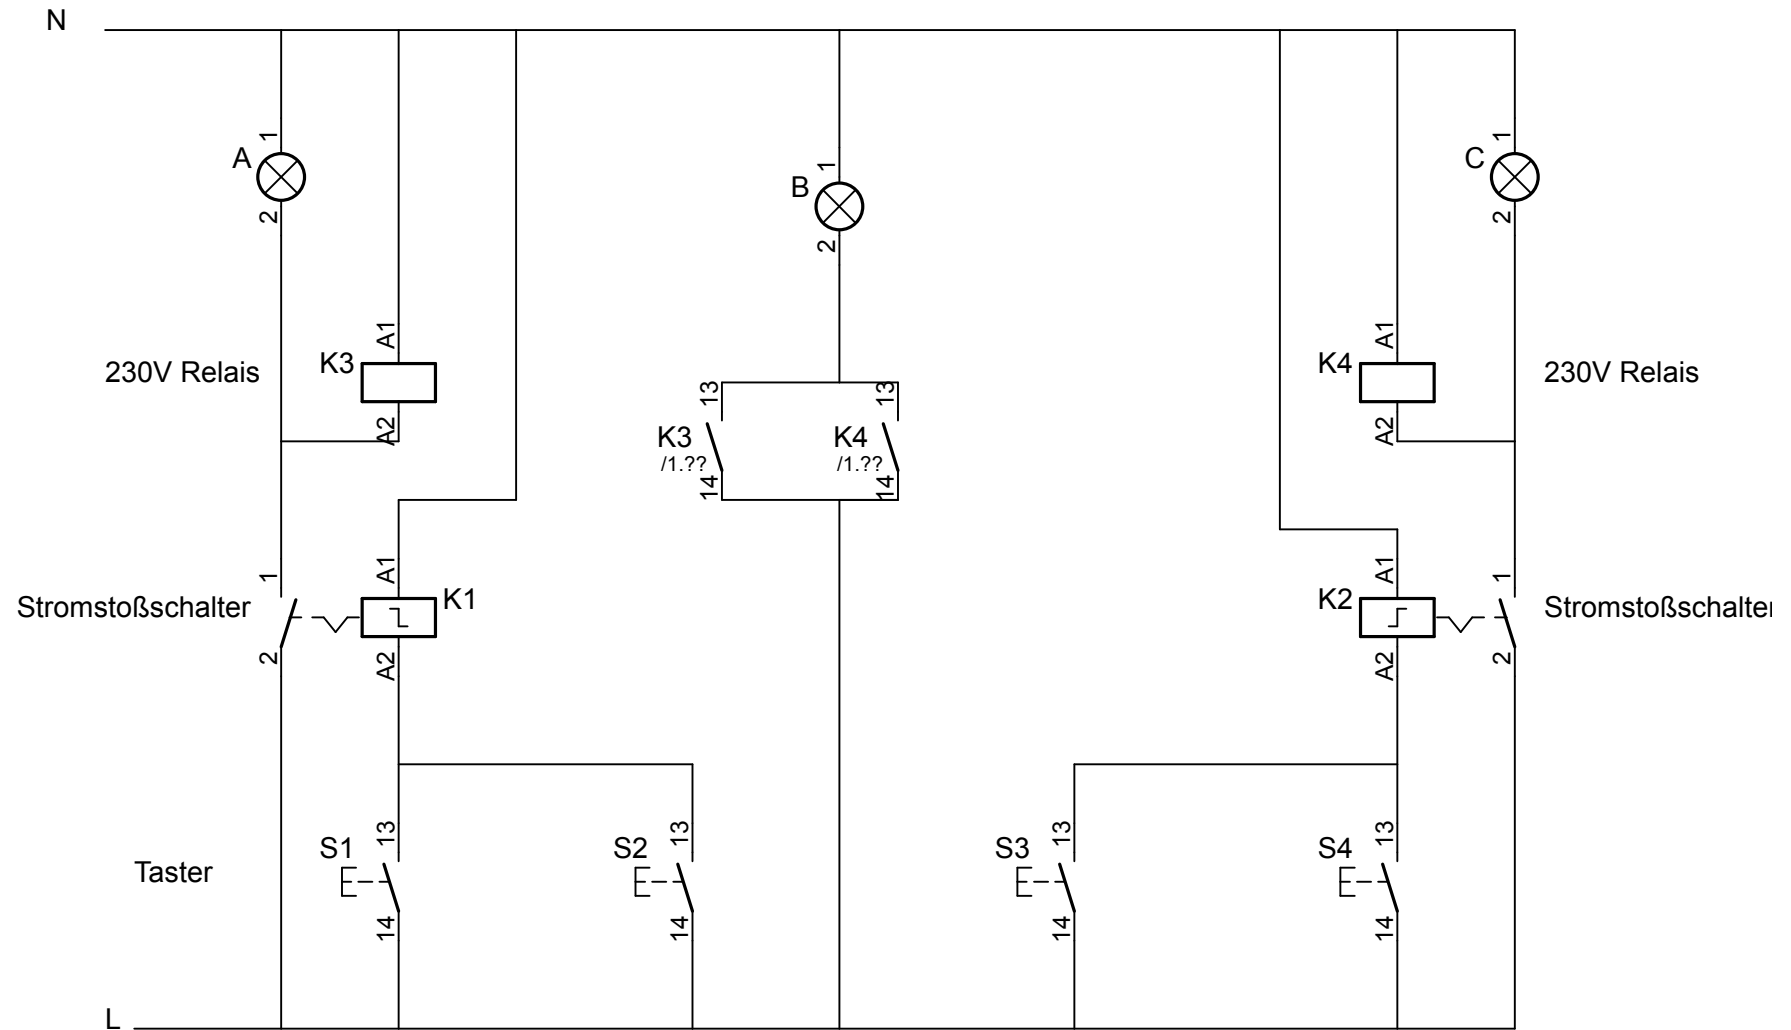 N
1
1
1
A
B
C
2
2
2
A1
A1
230V Relais
K3
K4
230V Relais
13
13
A2
A2
K3
/1.??
K4
/1.??
14
14
1
A1
A1
1
Stromstoßschalter
K1
K2
Stromstoßschalter
2
A2
A2
2
13
13
13
13
S1
S2
S3
S4
Taster
14
14
14
14
L